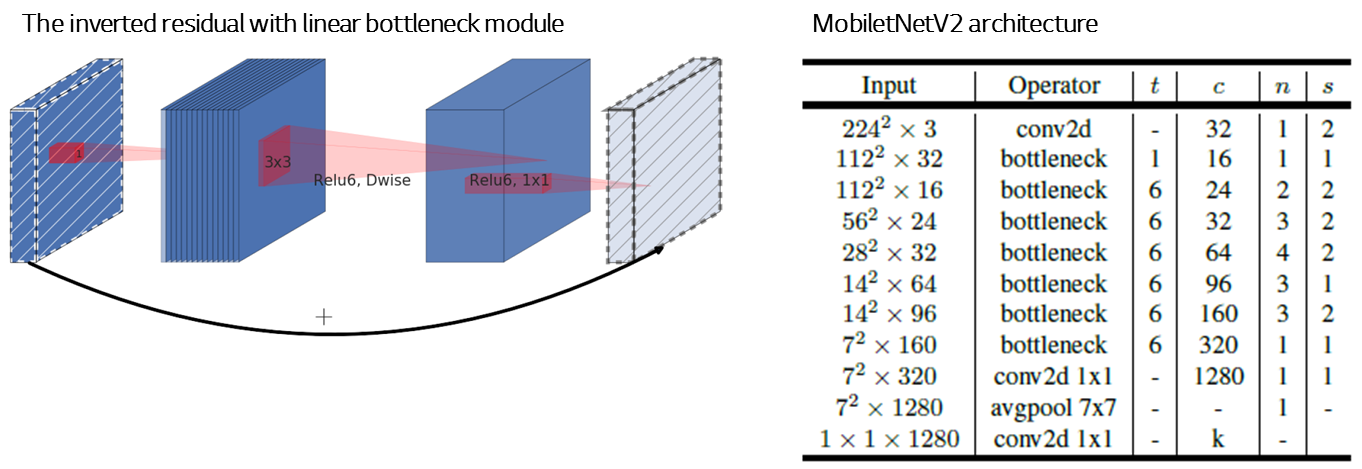 The inverted residual with linear bottleneck module
1
3x3
Relu6, Dwise
Relu6, 1x1
+
MobiletNetV2 architecture
Input Operator t c n s
224² × 3 conv2d - 32 1 2
112² × 32 bottleneck 1 16 1 1
112² × 16 bottleneck 6 24 2 2
56² × 24 bottleneck 6 32 3 2
28² × 32 bottleneck 6 64 4 2
14² × 64 bottleneck 6 96 3 1
14² × 96 bottleneck 6 160 3 2
7² × 160 bottleneck 6 320 1 1
7² × 320 conv2d 1x1 - 1280 1 1
7² × 1280 avgpool 7x7 - - 1 -
1 × 1 × 1280 conv2d 1x1 - k -